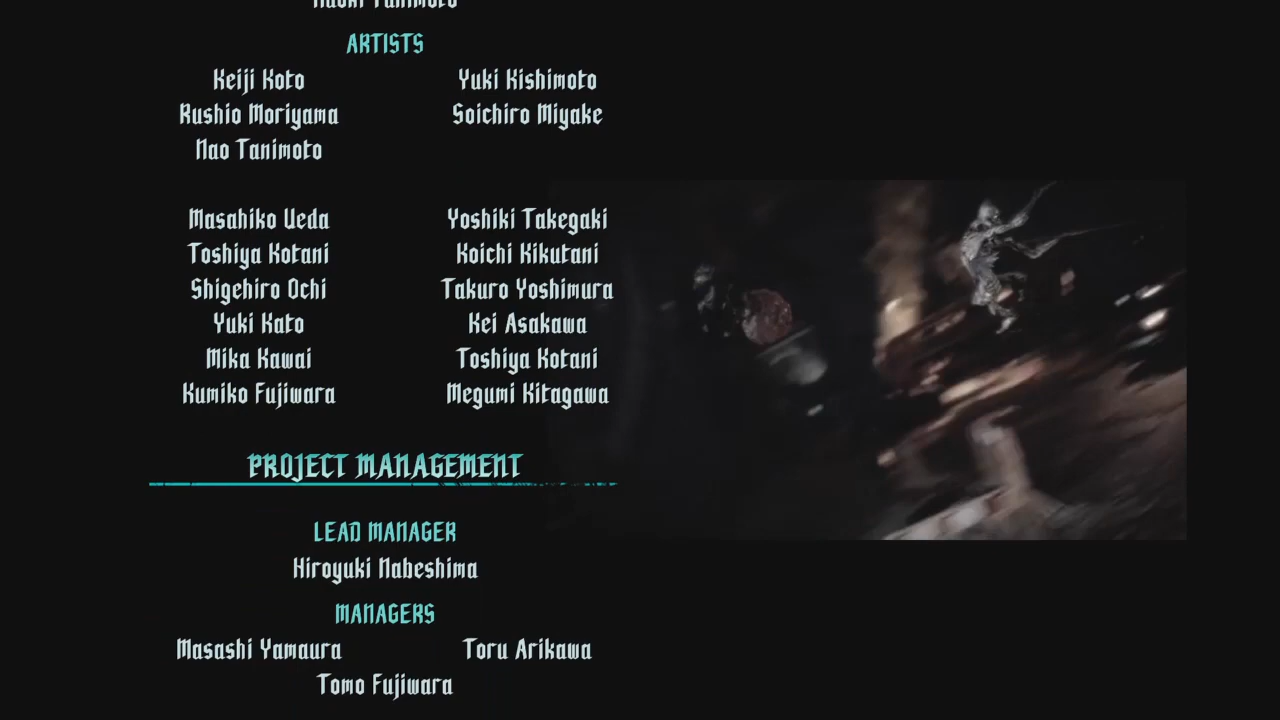 ARTISTS
Keiji Koto Yuki Kishimoto
Rushio Moriyama Soichiro Miyake
Nao Tanimoto
Masahiko Ueda Yoshiki Takegaki
Toshiya Kotani Koichi Kikutani
Shigehiro Ochi Takuro Yoshimura
Yuki Kato Kei Asakawa
Mika Kawai Toshiya Kotani
Kumiko Fujiwara Megumi Kitagawa
PROJECT MANAGEMENT
LEAD MANAGER
Hiroyuki Nabeshima
MANAGERS
Masashi Yamaura Toru Arikawa
Tomo Fujiwara